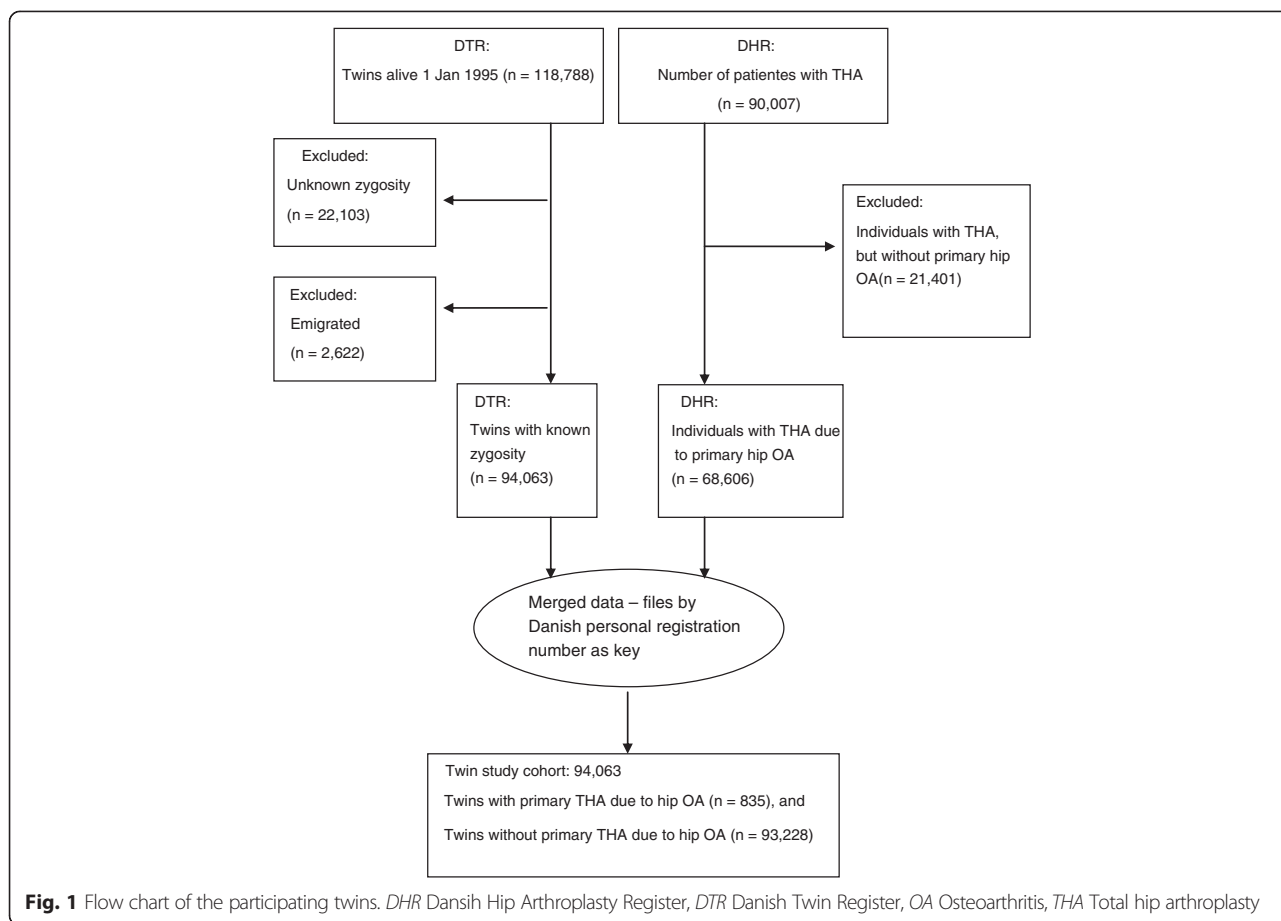 DTR:
Twins alive 1 Jan 1995 (n = 118,788)
DHR:
Number of patientes with THA
(n = 90,007)
Excluded:
Unknown zygosity
(n = 22,103)
Excluded:
Individuals with THA,
but without primary hip
OA(n = 21,401)
Excluded:
Emigrated
(n = 2,622)
DTR:
Twins with known
zygosity
(n = 94,063)
DHR:
Individuals with THA due
to primary hip OA
(n = 68,606)
Merged data – files by
Danish personal registration
number as key
Twin study cohort: 94,063
Twins with primary THA due to hip OA (n = 835), and
Twins without primary THA due to hip OA (n = 93,228)
Fig. 1 Flow chart of the participating twins. DHR Dansih Hip Arthroplasty Register, DTR Danish Twin Register, OA Osteoarthritis, THA Total hip arthroplasty